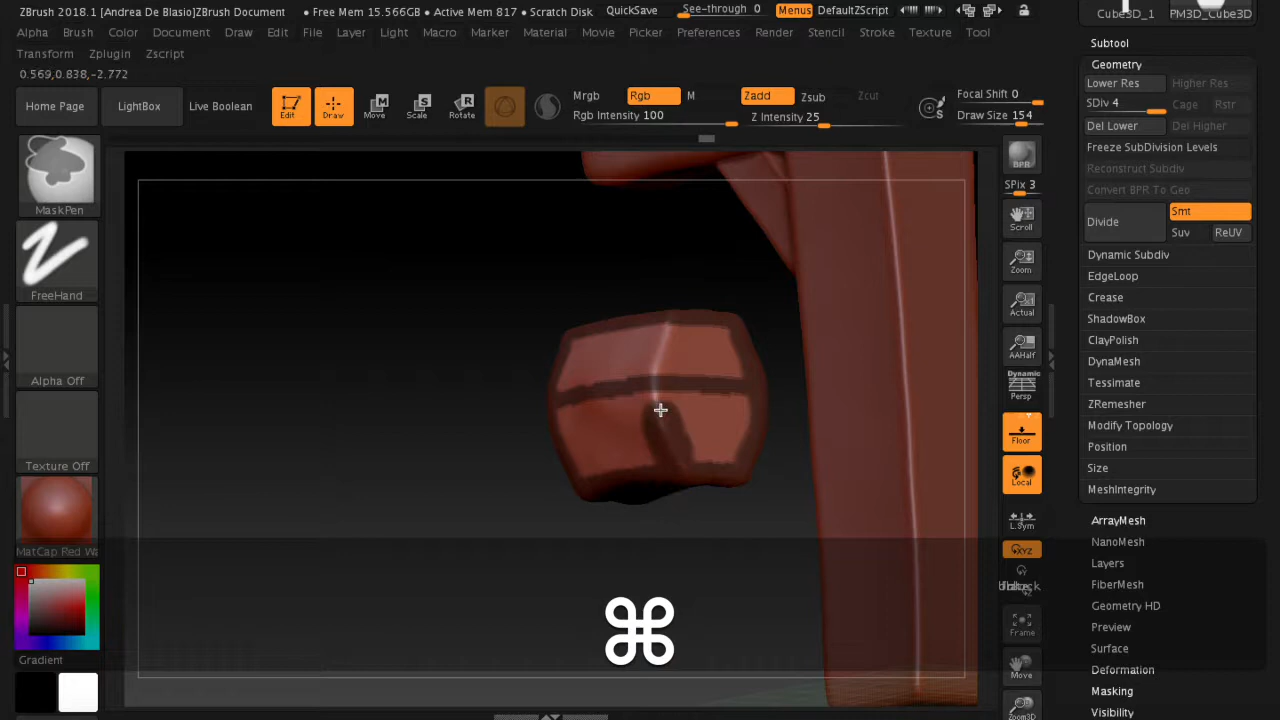 ZBrush 2018.1 [Andrea De Blasio]ZBrush Document
• Free Mem 15.566GB • Active Mem 817 • Scratch Disk
QuickSave
See-through 0
Menus
DefaultZScript
Cube3D_1
PM3D_Cube3D
Alpha Brush Color Document Draw Edit File Layer Light Macro Marker Material Movie Picker Preferences Render Stencil Stroke Texture Tool
Transform Zplugin Zscript
0.569,0.838,-2.772
Home Page
LightBox
Live Boolean
Edit
Draw
Move
Scale
Rotate
Mrgb
Rgb
M
Rgb Intensity 100
Zadd
Zsub
Zcut
Z Intensity 25
Focal Shift 0
Draw Size 154
MaskPen
FreeHand
Alpha Off
Texture Off
Gradient
BPR
SPix 3
Scroll
Zoom
Actual
AAHalf
Dynamic
Persp
Floor
Local
L.Sym
XYZ
Frame
Move
Zoom3D
Subtool
Geometry
Lower Res
Higher Res
SDiv 4
Cage
Rstr
Del Lower
Del Higher
Freeze SubDivision Levels
Reconstruct Subdiv
Convert BPR To Geo
Divide
Smt
Suv
ReUV
Dynamic Subdiv
EdgeLoop
Crease
ShadowBox
ClayPolish
DynaMesh
Tessimate
ZRemesher
Modify Topology
Position
Size
MeshIntegrity
ArrayMesh
NanoMesh
Layers
FiberMesh
Geometry HD
Preview
Surface
Deformation
Masking
Visibility